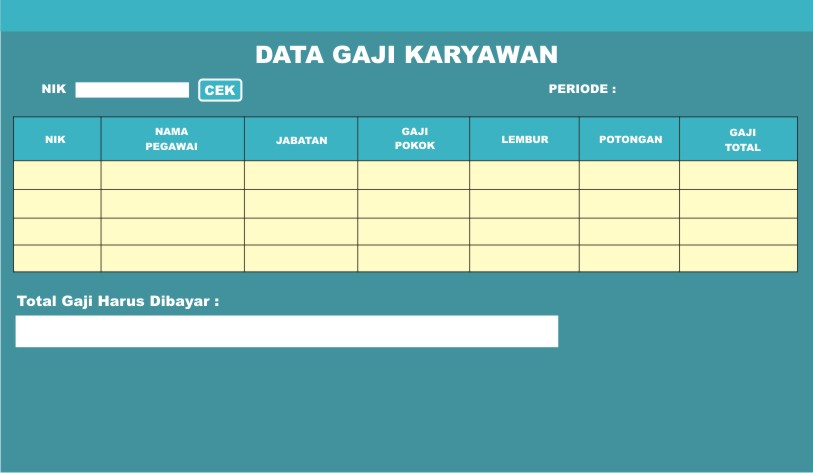 DATA GAJI KARYAWAN
NIK CEK PERIODE :
NIK NAMA PEGAWAI JABATAN GAJI POKOK LEMBUR POTONGAN GAJI TOTAL
Total Gaji Harus Dibayar :